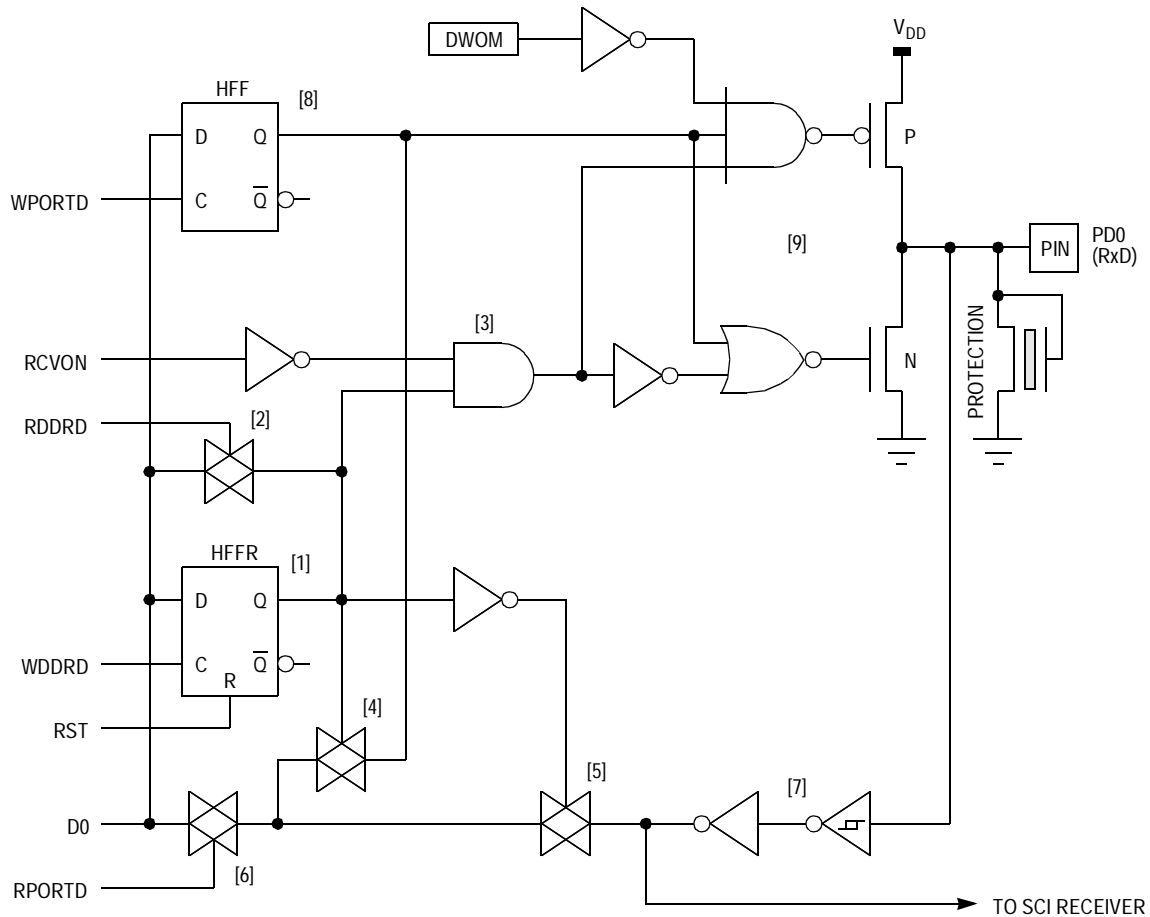 DWOM
V_DD
HFF
[8]
D
Q
P
WPORTD
C
Q̅
[9]
PIN
PD0
(RxD)
[3]
RCVON
N
PROTECTION
RDDRD
[2]
HFFR
[1]
D
Q
WDDRD
C
Q̅
R
RST
[4]
[5]
[7]
D0
[6]
RPORTD
TO SCI RECEIVER